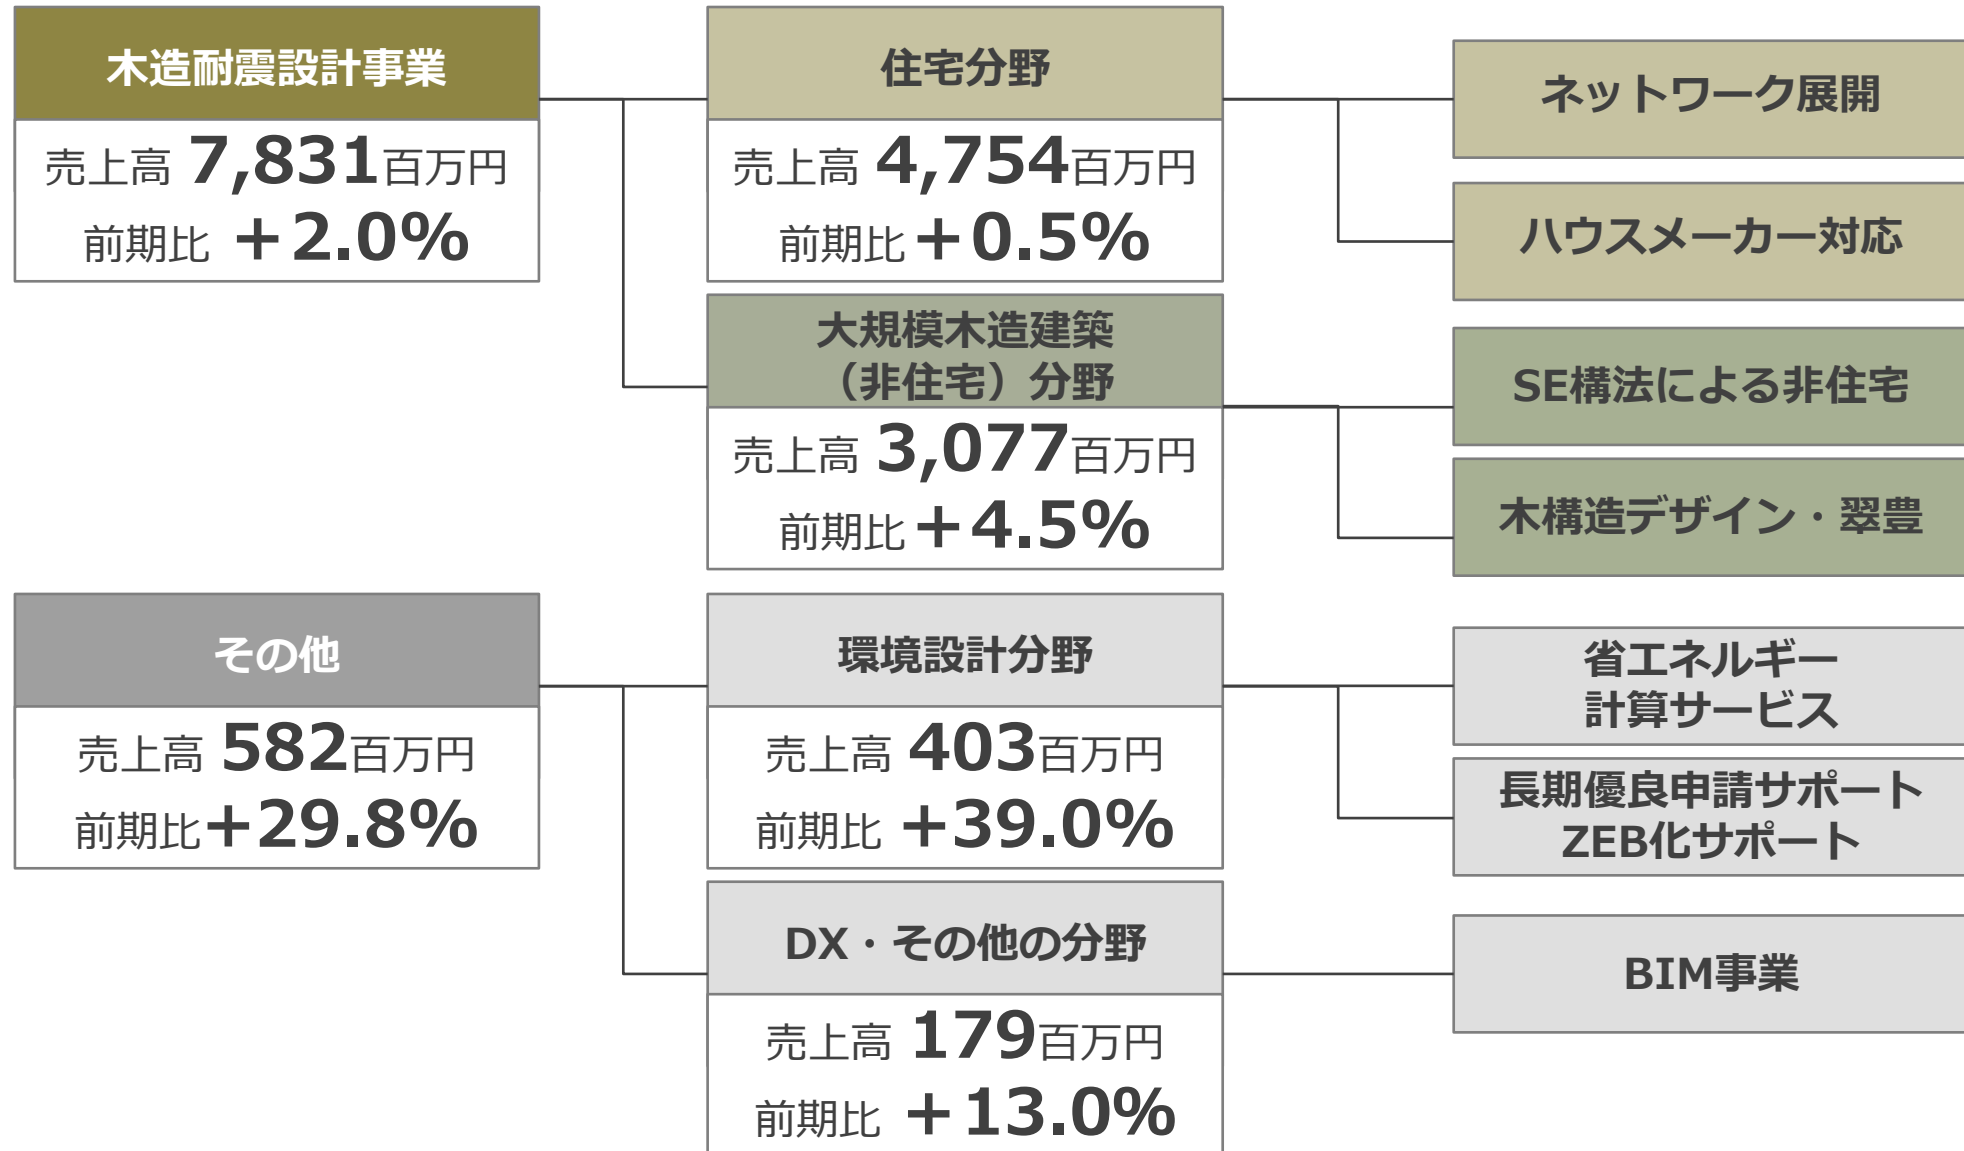 木造耐震設計事業
売上高 7,831百万円
前期比 +2.0%
住宅分野
売上高 4,754百万円
前期比+0.5%
ネットワーク展開
ハウスメーカー対応
大規模木造建築
（非住宅）分野
売上高 3,077百万円
前期比+4.5%
SE構法による非住宅
木構造デザイン・翠豊
その他
売上高 582百万円
前期比+29.8%
環境設計分野
売上高 403百万円
前期比 +39.0%
省エネルギー
計算サービス
長期優良申請サポート
ZEB化サポート
DX・その他の分野
売上高 179百万円
前期比 +13.0%
BIM事業